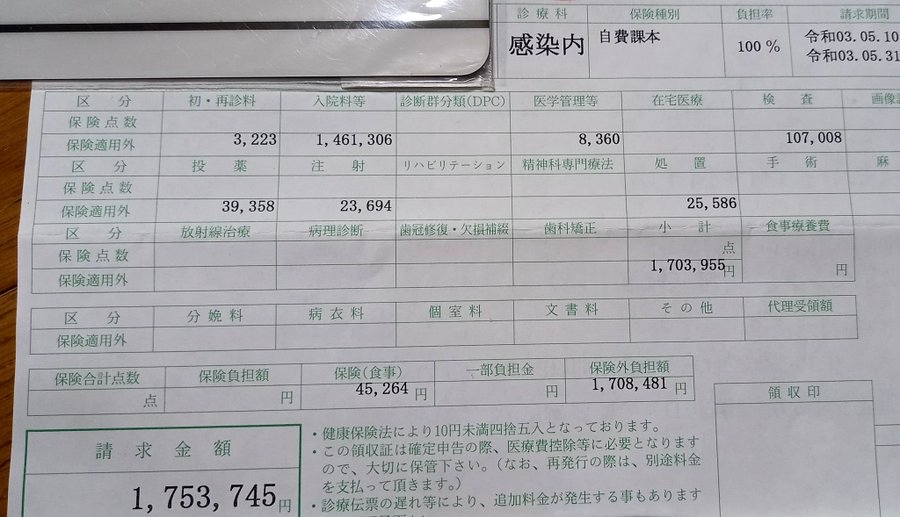 診療科 保険種別 負担率 請求期間
感染内 自費課本 100 % 令和03.05.10
令和03.05.31
区分 初・再診料 入院料等 診断群分類(DPC) 医学管理等 在宅医療 検査 画像
保険点数
保険適用外 3,223 1,461,306 8,360 107,008
区分 投薬 注射 リハビリテーション 精神科専門療法 処置 手術 麻
保険点数
保険適用外 39,358 23,694 25,586
区分 放射線治療 病理診断 歯冠修復・欠損補綴 歯科矯正 小計 食事療養費
保険点数 点
保険適用外 1,703,955円 円
区分 分娩料 病衣料 個室料 文書料 その他 代理受領額
保険適用外
保険合計点数 保険負担額 保険(食事) 一部負担金 保険外負担額
点 円 45,264 円 円 1,708,481 円
領収印
請求金額
1,753,745円
・健康保険法により10円未満四捨五入となっております。
・この領収証は確定申告の際、医療費控除等に必要となります
ので、大切に保管下さい。(なお、再発行の際は、別途料金
を支払って頂きます。)
・診療伝票の遅れ等により、追加料金が発生する事もあります